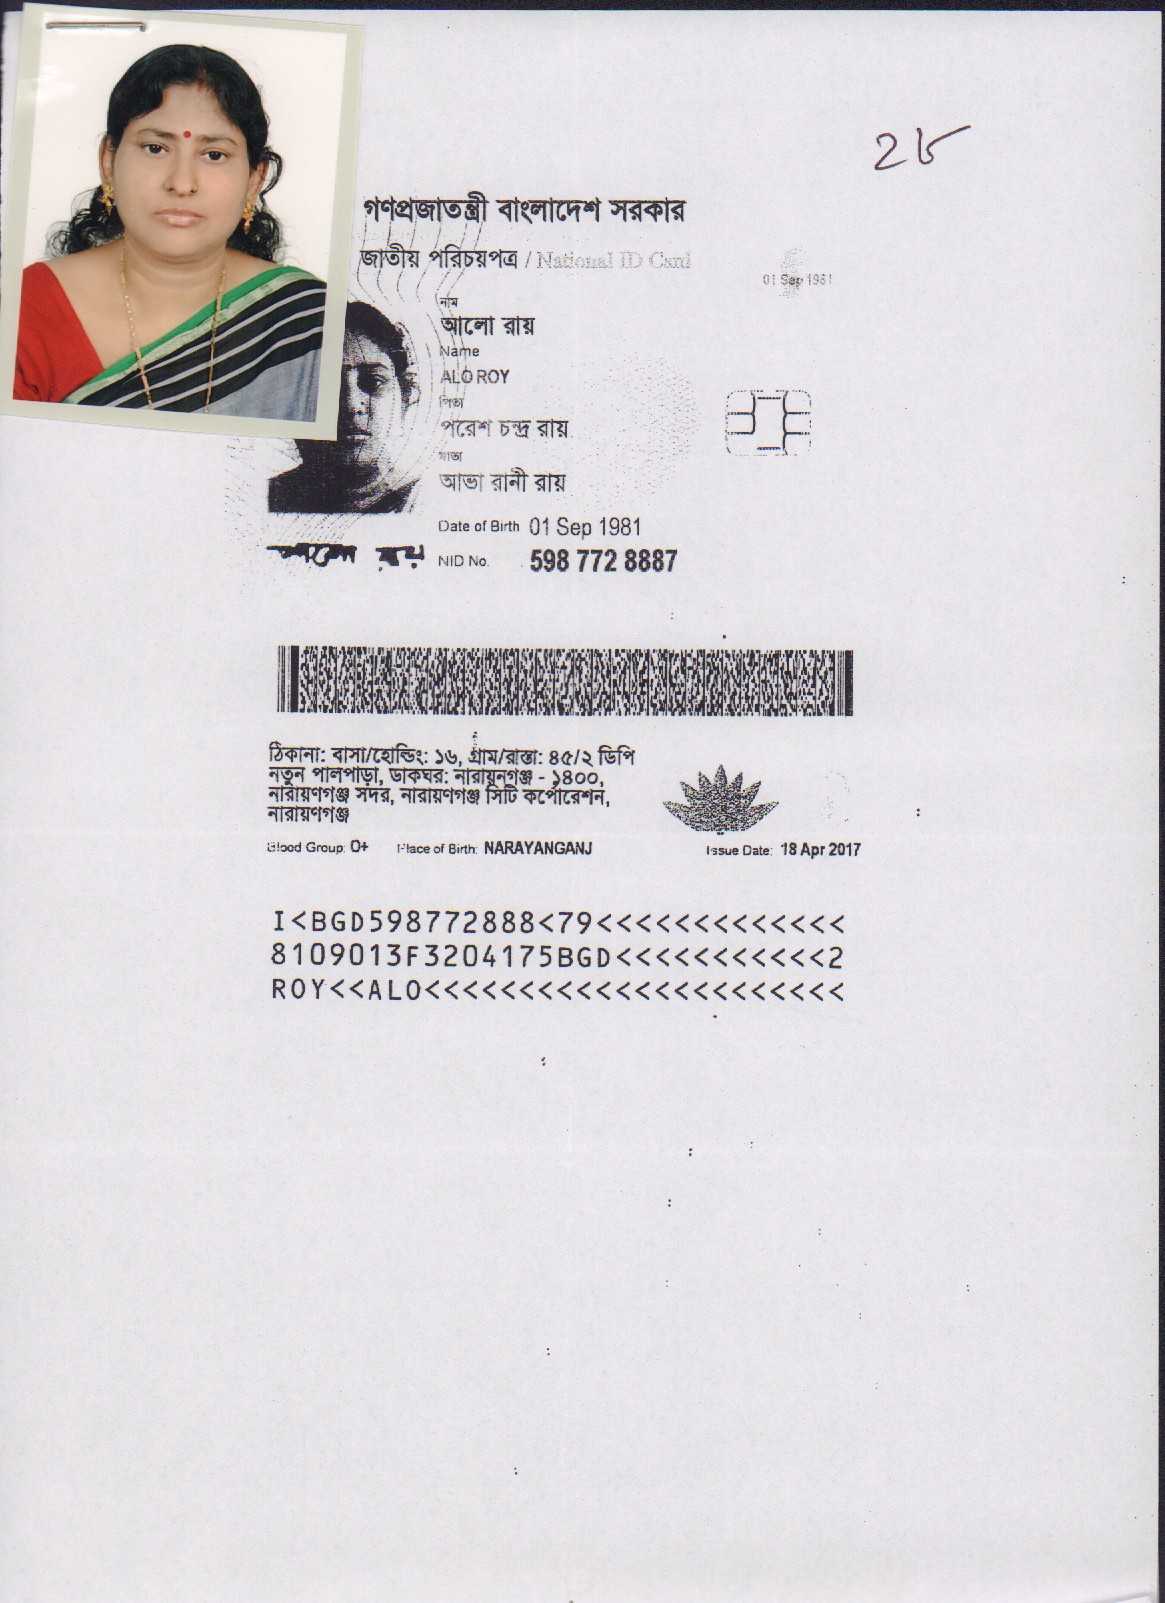 ২৮
গণপ্রজাতন্ত্রী বাংলাদেশ সরকার
জাতীয় পরিচয়পত্র / National ID Card
01 Sep 1981
নাম
আলো রায়
Name
ALO ROY
পিতা
পরেশ চন্দ্র রায়
মাতা
আভা রানী রায়
Date of Birth 01 Sep 1981
আলো রায় NID No. 598 772 8887
ঠিকানা: বাসা/হোল্ডিং: ১৬, গ্রাম/রাস্তা: ৪৫/২ ডিপি
নতুন পালপাড়া, ডাকঘর: নারায়নগঞ্জ - ১৪০০,
নারায়ণগঞ্জ সদর, নারায়ণগঞ্জ সিটি কর্পোরেশন,
নারায়ণগঞ্জ
Blood Group: O+ Place of Birth: NARAYANGANJ Issue Date: 18 Apr 2017
I<BGD598772888<79<<<<<<<<<<<<<
8109013F3204175BGD<<<<<<<<<<<2
ROY<<ALO<<<<<<<<<<<<<<<<<<<<<<